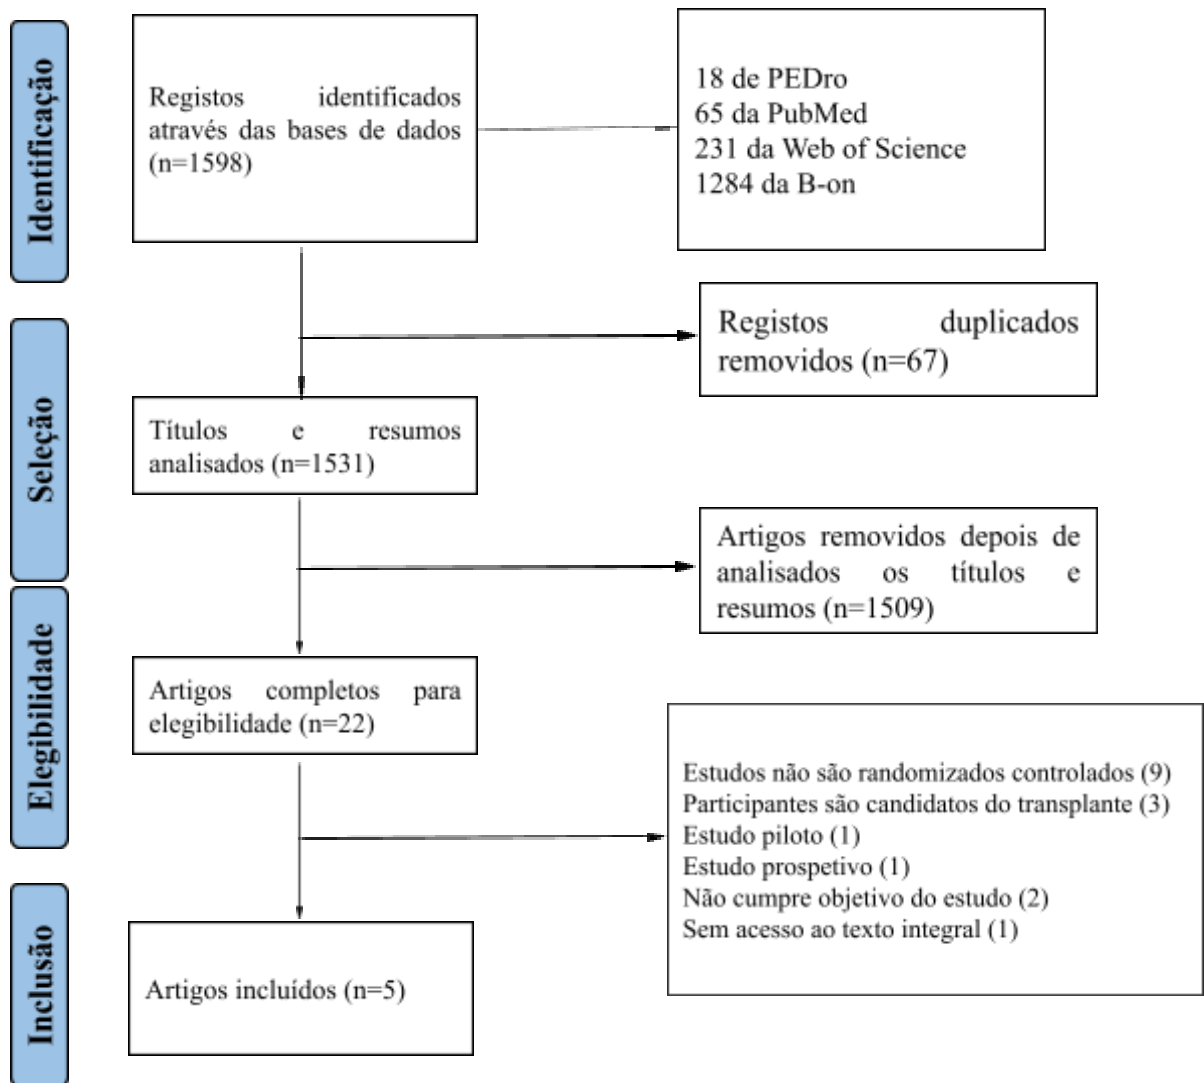 Identificação
Registos identificados
através das bases de dados
(n=1598)
18 de PEDro
65 da PubMed
231 da Web of Science
1284 da B-on
Registos duplicados
removidos (n=67)
Seleção
Títulos e resumos
analisados (n=1531)
Artigos removidos depois de
analisados os títulos e
resumos (n=1509)
Elegibilidade
Artigos completos para
elegibilidade (n=22)
Estudos não são randomizados controlados (9)
Participantes são candidatos do transplante (3)
Estudo piloto (1)
Estudo prospetivo (1)
Não cumpre objetivo do estudo (2)
Sem acesso ao texto integral (1)
Inclusão
Artigos incluídos (n=5)